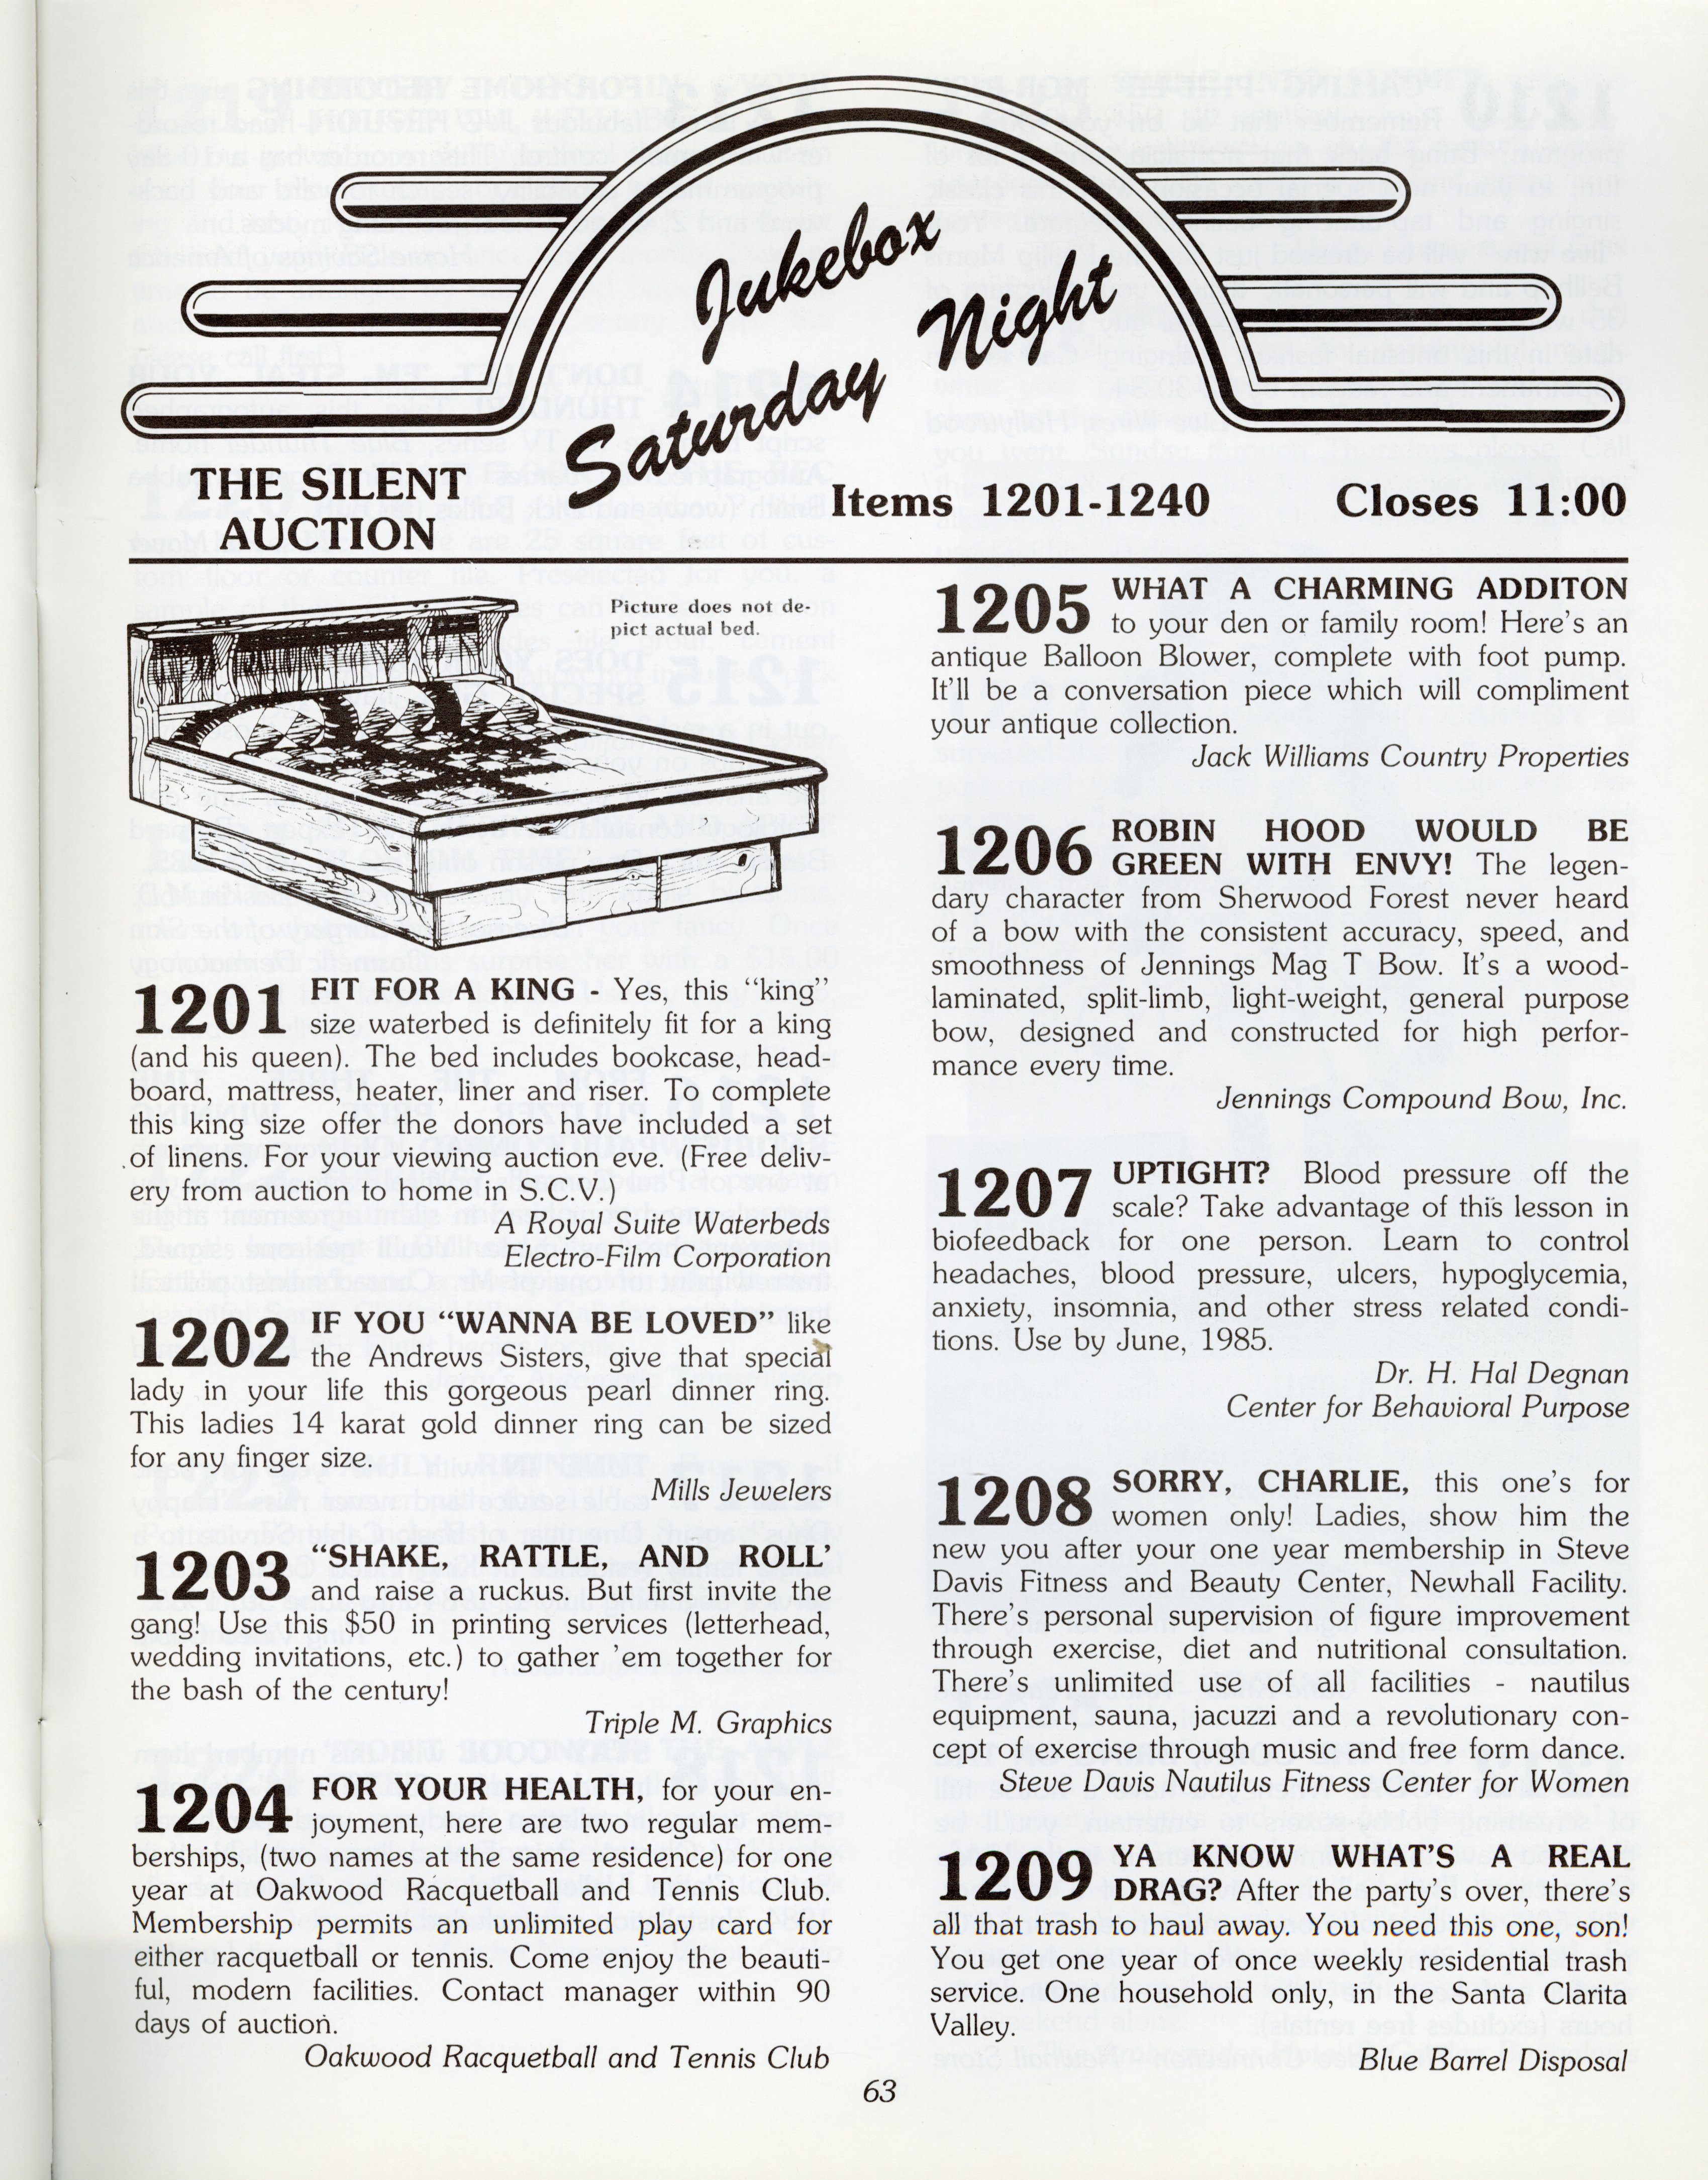 Jukebox
Saturday Night
THE SILENT
AUCTION
Items 1201-1240 Closes 11:00
Picture does not de-
pict actual bed.
1201 FIT FOR A KING - Yes, this “king”
size waterbed is definitely fit for a king
(and his queen). The bed includes bookcase, head-
board, mattress, heater, liner and riser. To complete
this king size offer the donors have included a set
of linens. For your viewing auction eve. (Free deliv-
ery from auction to home in S.C.V.)
A Royal Suite Waterbeds
Electro-Film Corporation
1202 IF YOU “WANNA BE LOVED” like
the Andrews Sisters, give that special
lady in your life this gorgeous pearl dinner ring.
This ladies 14 karat gold dinner ring can be sized
for any finger size.
Mills Jewelers
1203 “SHAKE, RATTLE, AND ROLL’
and raise a ruckus. But first invite the
gang! Use this $50 in printing services (letterhead,
wedding invitations, etc.) to gather ’em together for
the bash of the century!
Triple M. Graphics
1204 FOR YOUR HEALTH, for your en-
joyment, here are two regular mem-
berships, (two names at the same residence) for one
year at Oakwood Racquetball and Tennis Club.
Membership permits an unlimited play card for
either racquetball or tennis. Come enjoy the beauti-
ful, modern facilities. Contact manager within 90
days of auction.
Oakwood Racquetball and Tennis Club
1205 WHAT A CHARMING ADDITON
to your den or family room! Here’s an
antique Balloon Blower, complete with foot pump.
It’ll be a conversation piece which will compliment
your antique collection.
Jack Williams Country Properties
1206 ROBIN HOOD WOULD BE
GREEN WITH ENVY! The legen-
dary character from Sherwood Forest never heard
of a bow with the consistent accuracy, speed, and
smoothness of Jennings Mag T Bow. It’s a wood-
laminated, split-limb, light-weight, general purpose
bow, designed and constructed for high perfor-
mance every time.
Jennings Compound Bow, Inc.
1207 UPTIGHT? Blood pressure off the
scale? Take advantage of this lesson in
biofeedback for one person. Learn to control
headaches, blood pressure, ulcers, hypoglycemia,
anxiety, insomnia, and other stress related condi-
tions. Use by June, 1985.
Dr. H. Hal Degnan
Center for Behavioral Purpose
1208 SORRY, CHARLIE, this one’s for
women only! Ladies, show him the
new you after your one year membership in Steve
Davis Fitness and Beauty Center, Newhall Facility.
There’s personal supervision of figure improvement
through exercise, diet and nutritional consultation.
There’s unlimited use of all facilities - nautilus
equipment, sauna, jacuzzi and a revolutionary con-
cept of exercise through music and free form dance.
Steve Davis Nautilus Fitness Center for Women
1209 YA KNOW WHAT’S A REAL
DRAG? After the party’s over, there’s
all that trash to haul away. You need this one, son!
You get one year of once weekly residential trash
service. One household only, in the Santa Clarita
Valley.
Blue Barrel Disposal
63